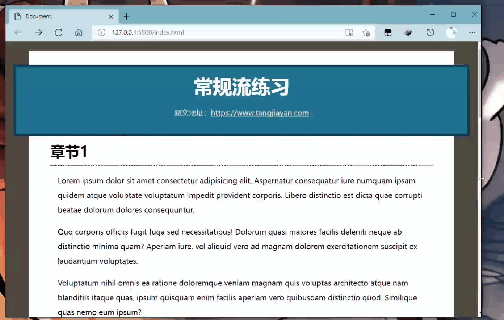 Document
127.0.0.1:5500/index.html
常规流练习
原文地址：https://www.tangjiayan.com
章节1
Lorem ipsum dolor sit amet consectetur adipisicing elit. Aspernatur consequatur iure numquam ipsam
quidem atque voluptate voluptatum impedit provident corporis. Libero distinctio est dicta quae corrupti
beatae dolorum dolores consequuntur.
Quo corporis officiis fugit fuga sed necessitatibus! Dolorum quasi maiores facilis deleniti neque ab
distinctio minima quam? Aperiam iure, vel aliquid vero ad magnam dolorem exercitationem suscipit ex
laudantium voluptates.
Voluptatum nihil omnis ea ratione doloremque veniam magnam quis voluptas architecto atque nam
blanditiis itaque quas, ipsum quisquam enim facilis aperiam vero quibusdam distinctio quod. Similique
quas nemo eum ipsum?